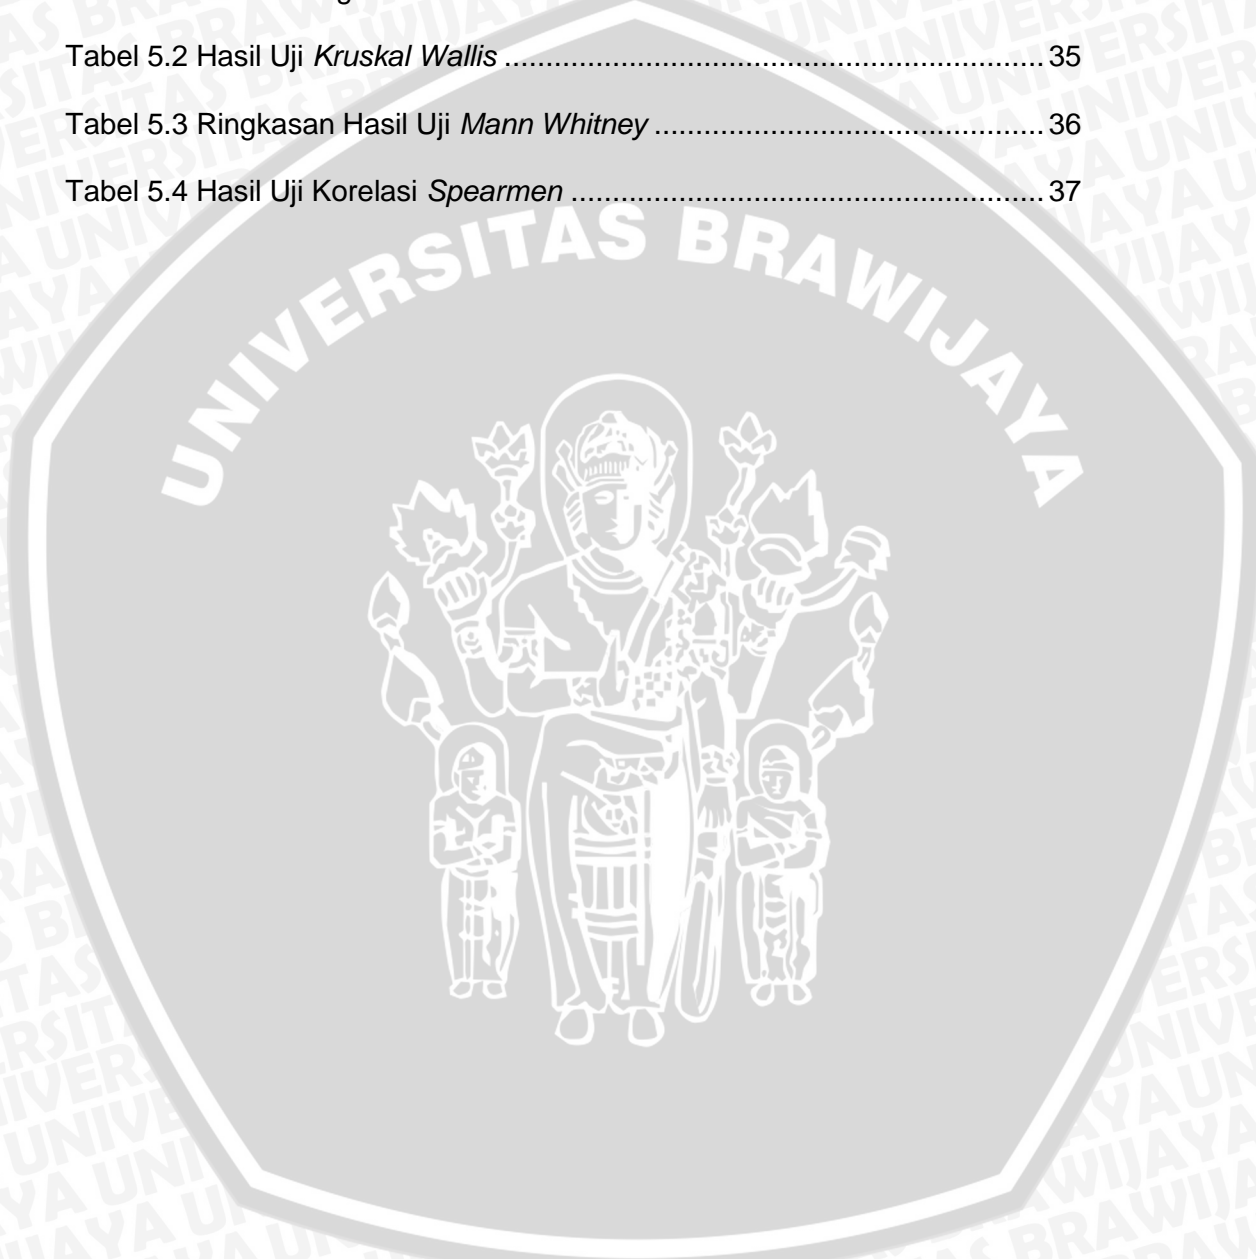 Tabel 5.2 Hasil Uji Kruskal Wallis ................................................................. 35
Tabel 5.3 Ringkasan Hasil Uji Mann Whitney ............................................... 36
Tabel 5.4 Hasil Uji Korelasi Spearmen ......................................................... 37
UNIVERSITAS BRAWIJAYA